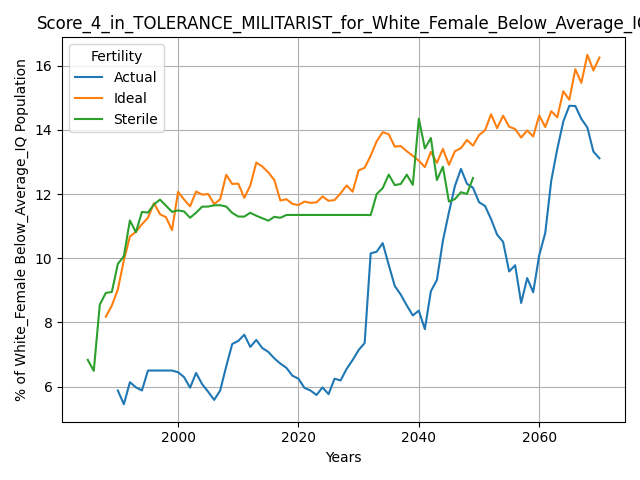 Score_4_in_TOLERANCE_MILITARIST_for_White_Female_Below_Average_IQ
Fertility
Actual
Ideal
Sterile
% of White_Female Below_Average_IQ Population
16
14
12
10
8
6
2000 2020 2040 2060
Years